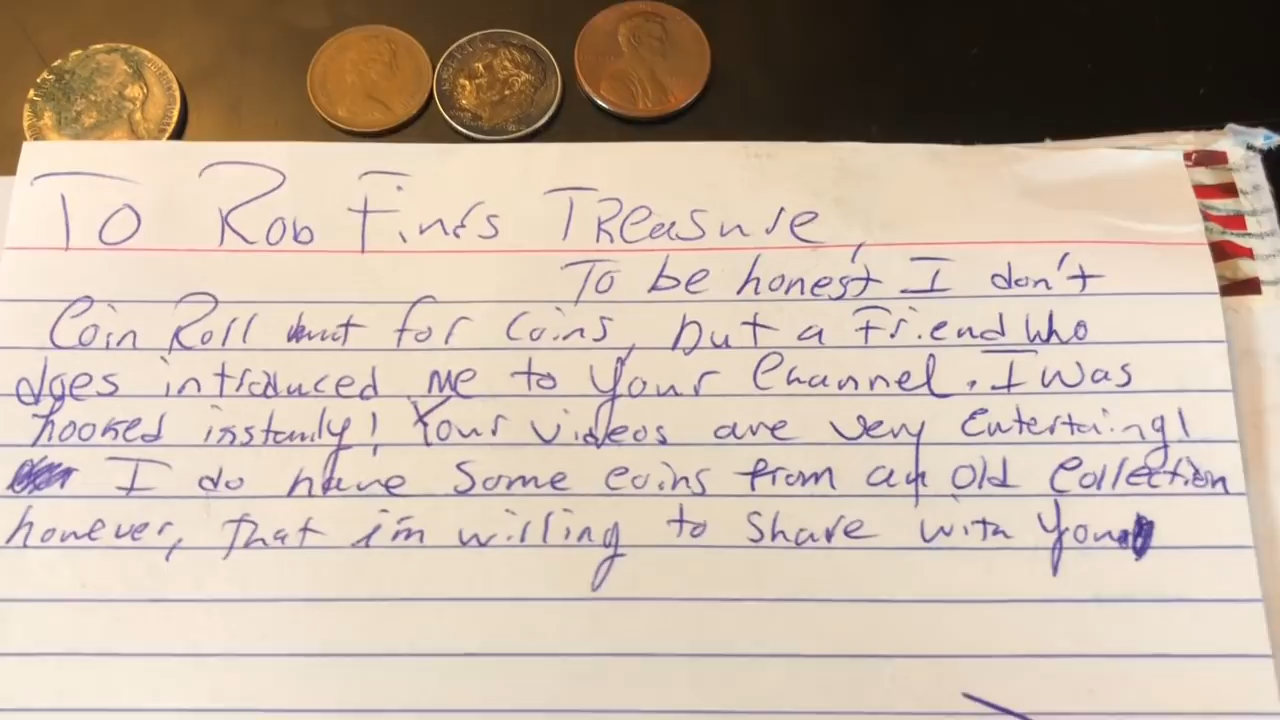 To Rob Finds Treasure,
To be honest I don't
Coin Roll hunt for Coins, but a Friend who
does introduced me to your Channel. I was
hooked instantly! Your videos are very Entertaining!
I do have some coins from an old Collection
however, that i'm willing to share with you